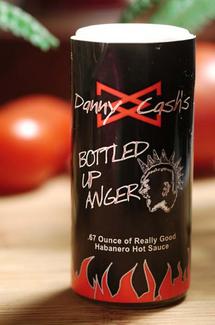 Danny Cash's
BOTTLED
UP
ANGER
.67 Ounce of Really Good
Habanero Hot Sauce